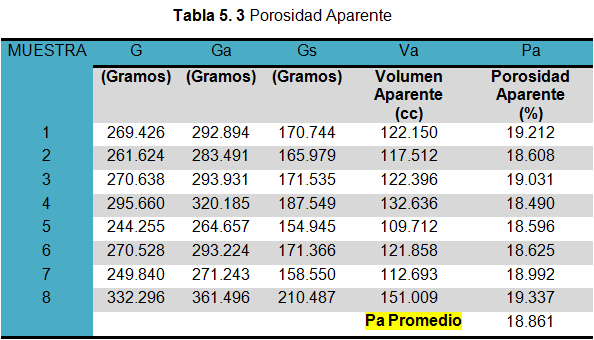 Tabla 5. 3 Porosidad Aparente
MUESTRA G Ga Gs Va Pa
(Gramos) (Gramos) (Gramos) Volumen Aparente (cc) Porosidad Aparente (%)
1 269.426 292.894 170.744 122.150 19.212
2 261.624 283.491 165.979 117.512 18.608
3 270.638 293.931 171.535 122.396 19.031
4 295.660 320.185 187.549 132.636 18.490
5 244.255 264.657 154.945 109.712 18.596
6 270.528 293.224 171.366 121.858 18.625
7 249.840 271.243 158.550 112.693 18.992
8 332.296 361.496 210.487 151.009 19.337
Pa Promedio 18.861